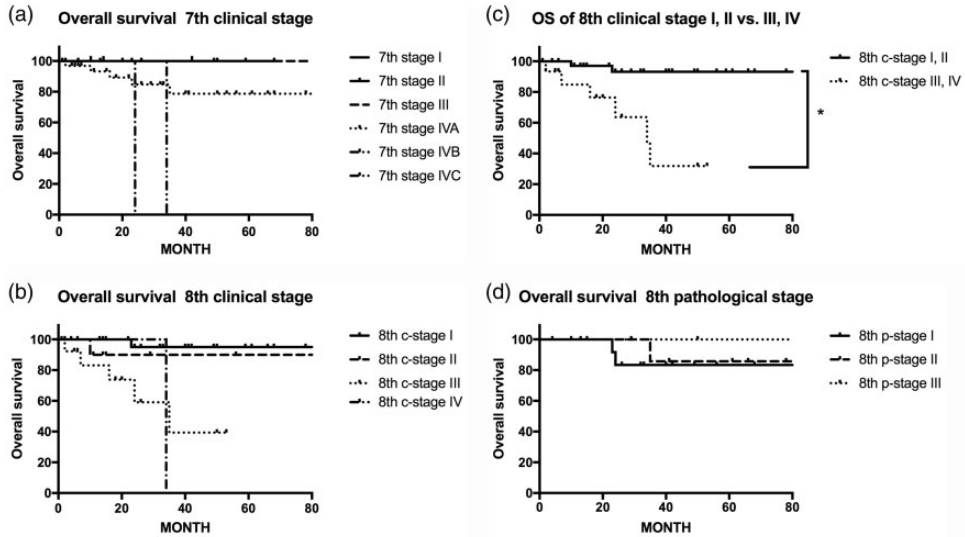 (a) Overall survival 7th clinical stage
100
80
60
40
20
0
Overall survival
0 20 40 60 80
MONTH
7th stage I
7th stage II
7th stage III
7th stage IVA
7th stage IVB
7th stage IVC
(b) Overall survival 8th clinical stage
100
80
60
40
20
0
Overall survival
0 20 40 60 80
MONTH
8th c-stage I
8th c-stage II
8th c-stage III
8th c-stage IV
(c) OS of 8th clinical stage I, II vs. III, IV
100
80
60
40
20
0
Overall survival
0 20 40 60 80
MONTH
8th c-stage I, II
8th c-stage III, IV
*
(d) Overall survival 8th pathological stage
100
80
60
40
20
0
Overall survival
0 20 40 60 80
MONTH
8th p-stage I
8th p-stage II
8th p-stage III